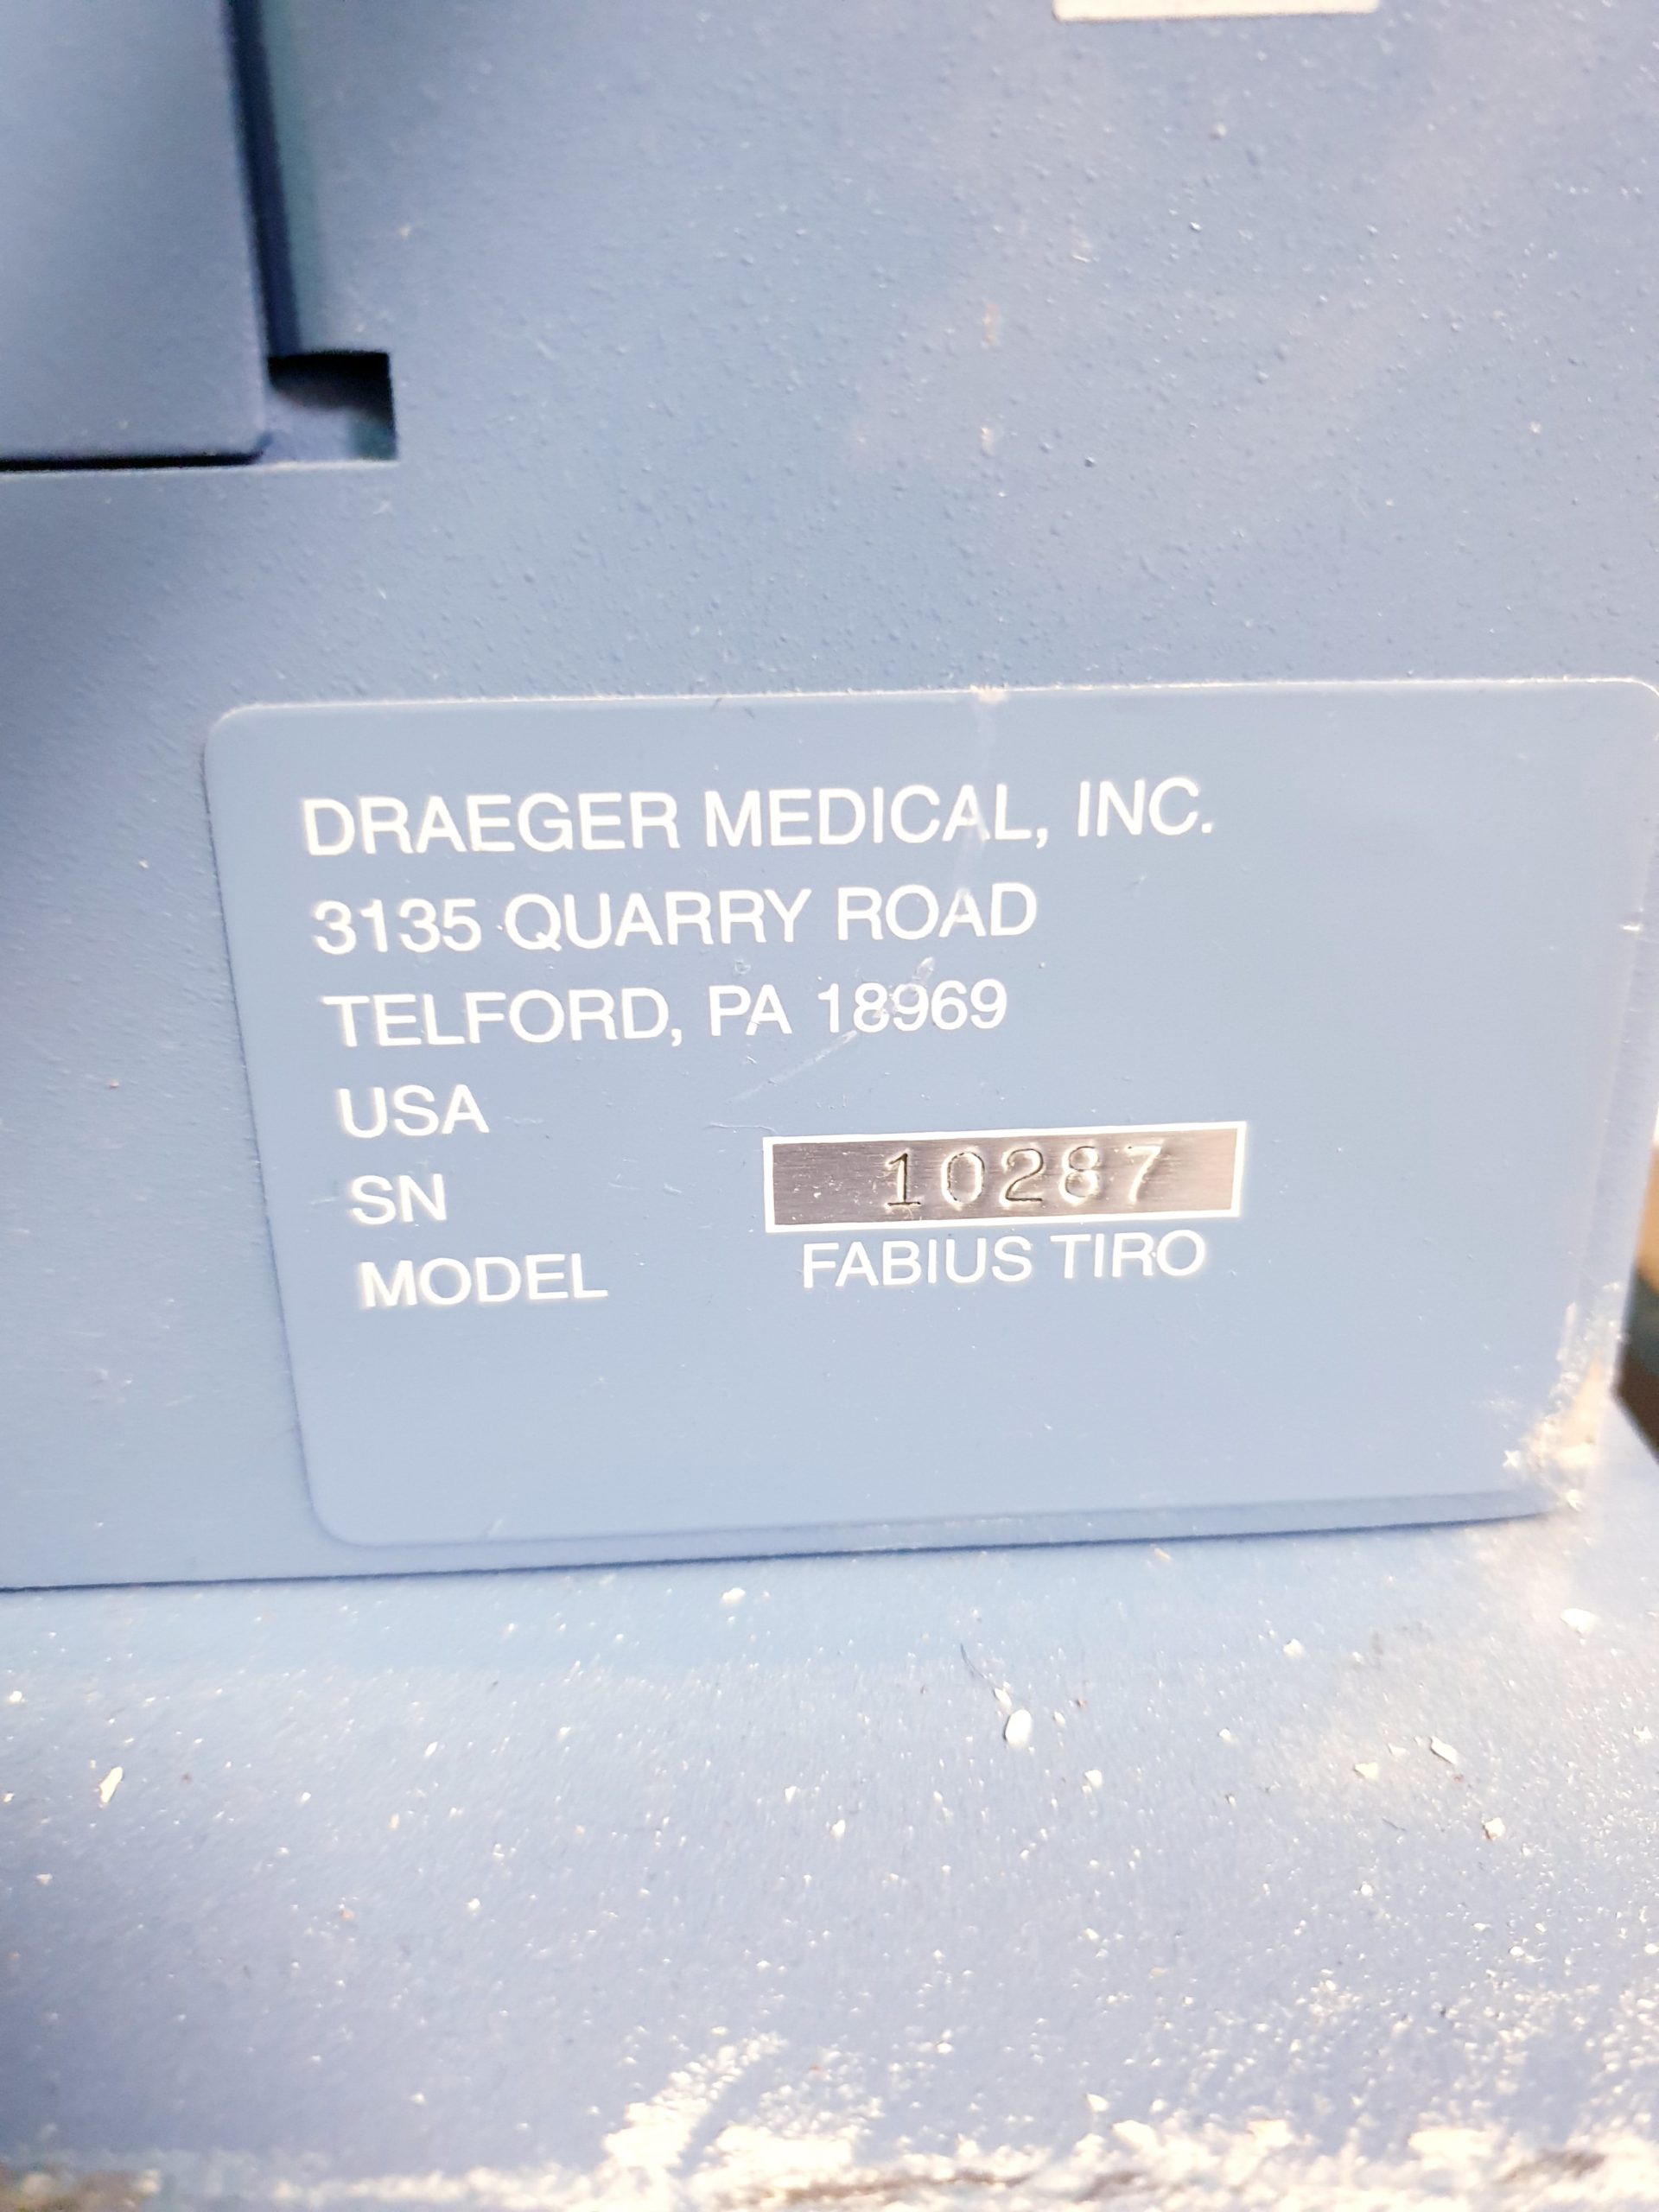 DRAEGER MEDICAL, INC.
3135 QUARRY ROAD
TELFORD, PA 18969
USA
SN 10287
MODEL FABIUS TIRO